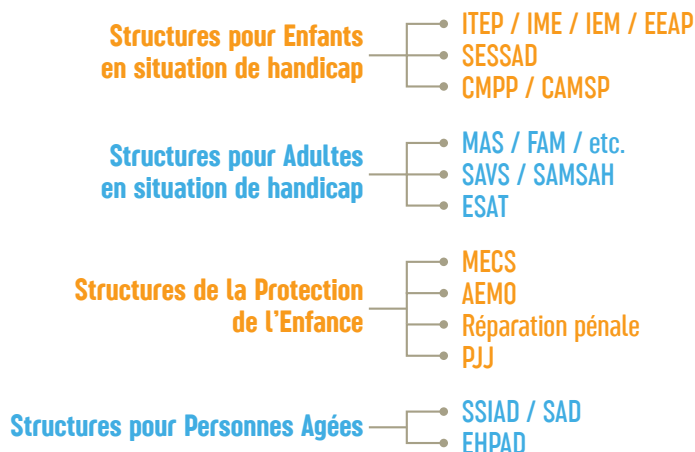 Structures pour Enfants
en situation de handicap
ITEP / IME / IEM / EEAP
SESSAD
CMPP / CAMSP
Structures pour Adultes
en situation de handicap
MAS / FAM / etc.
SAVS / SAMSAH
ESAT
Structures de la Protection
de l'Enfance
MECS
AEMO
Réparation pénale
PJJ
Structures pour Personnes Agées
SSIAD / SAD
EHPAD